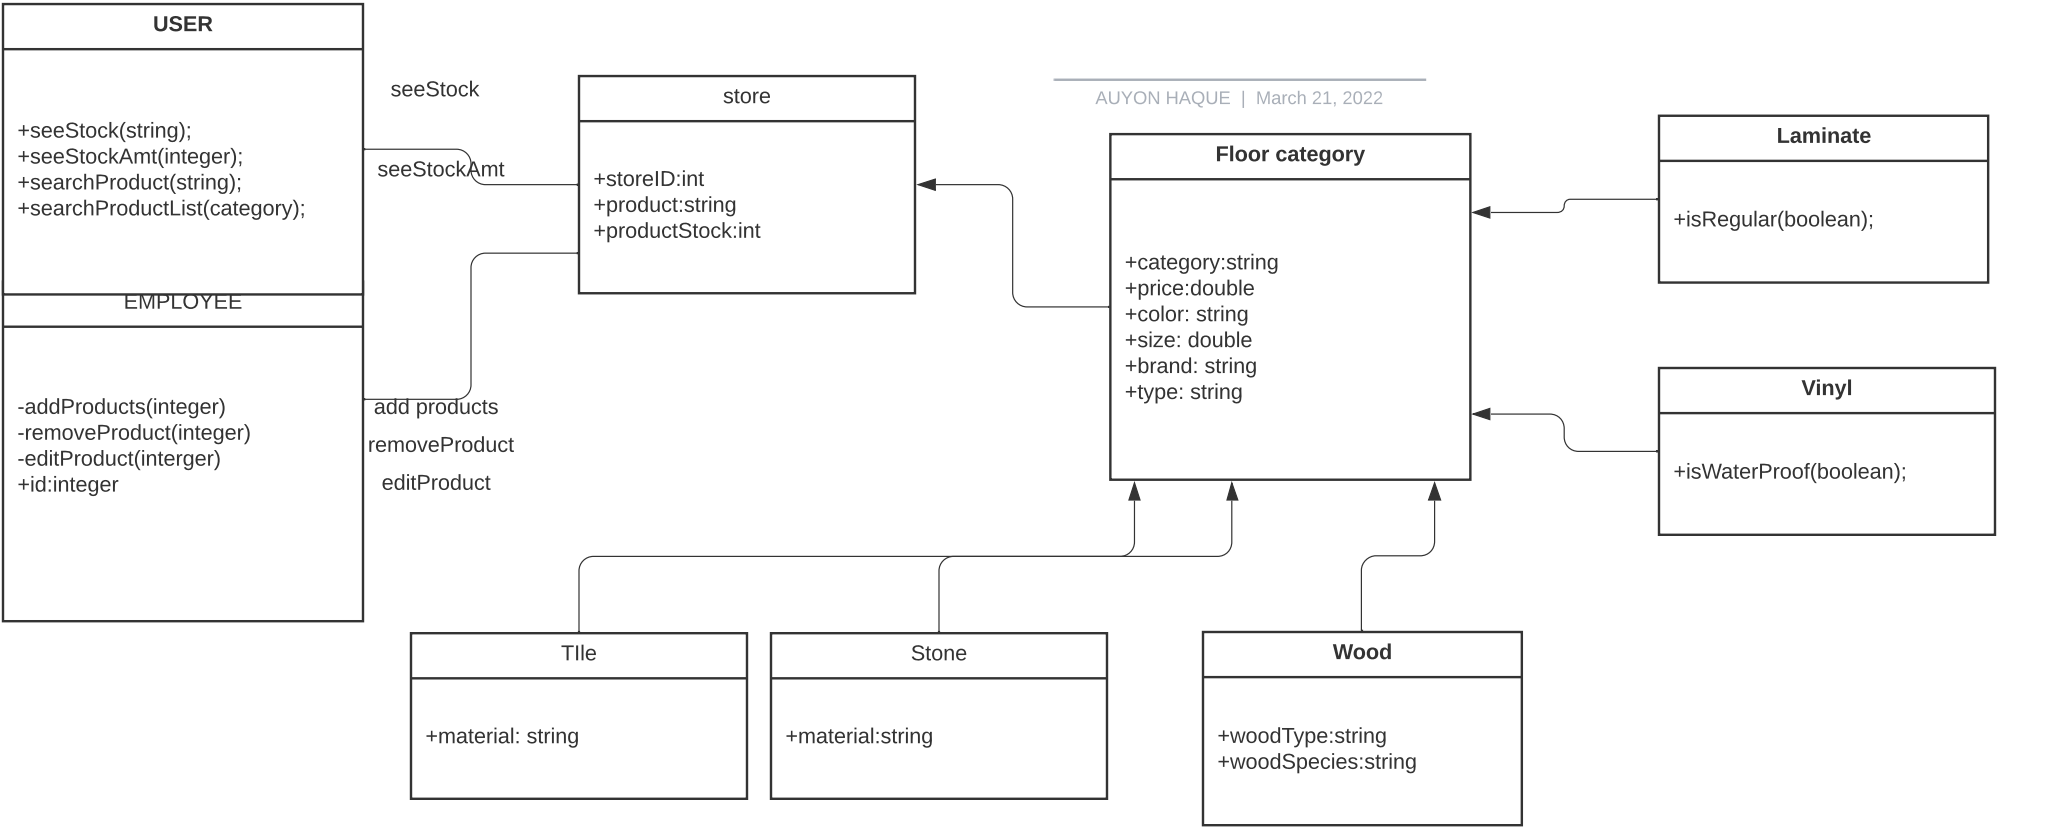 USER
+seeStock(string);
+seeStockAmt(integer);
+searchProduct(string);
+searchProductList(category);
EMPLOYEE
-addProducts(integer)
-removeProduct(integer)
-editProduct(interger)
+id:integer
seeStock
seeStockAmt
add products
removeProduct
editProduct
store
+storeID:int
+product:string
+productStock:int
AUYON HAQUE | March 21, 2022
Floor category
+category:string
+price:double
+color: string
+size: double
+brand: string
+type: string
Laminate
+isRegular(boolean);
Vinyl
+isWaterProof(boolean);
TIle
+material: string
Stone
+material:string
Wood
+woodType:string
+woodSpecies:string